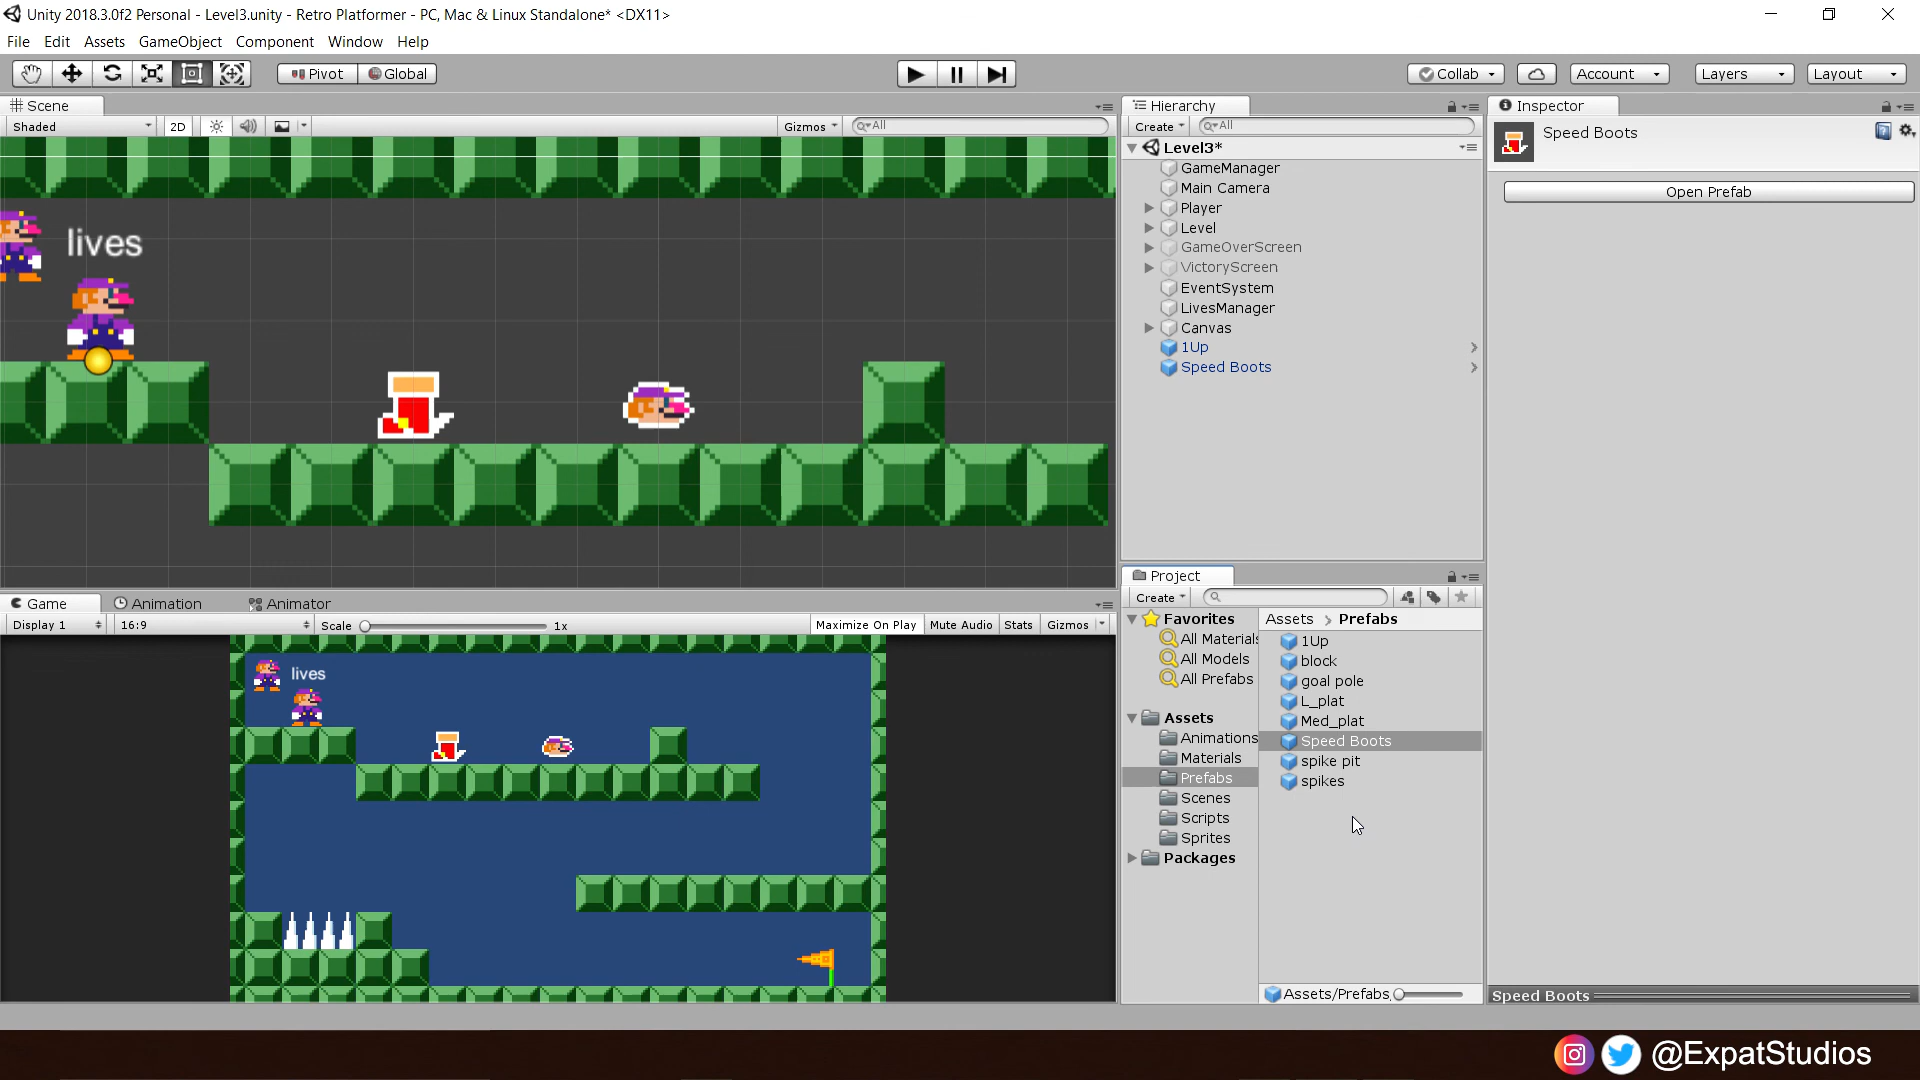 Unity 2018.3.0f2 Personal - Level3.unity - Retro Platformer - PC, Mac & Linux Standalone* <DX11>
File Edit Assets GameObject Component Window Help
Pivot Global Collab Account Layers Layout
Scene
Shaded 2D Gizmos All
lives
Hierarchy
Create All
Level3*
GameManager
Main Camera
Player
Level
GameOverScreen
VictoryScreen
EventSystem
LivesManager
Canvas
1Up
Speed Boots
Inspector
Speed Boots
Open Prefab
Game Animation Animator
Display 1 16:9 Scale 1x Maximize On Play Mute Audio Stats Gizmos
lives
Project
Create
Favorites
All Materials
All Models
All Prefabs
Assets
Animations
Materials
Prefabs
Scenes
Scripts
Sprites
Packages
Assets > Prefabs
1Up
block
goal pole
L_plat
Med_plat
Speed Boots
spike pit
spikes
Assets/Prefabs,
Speed Boots
@ExpatStudios